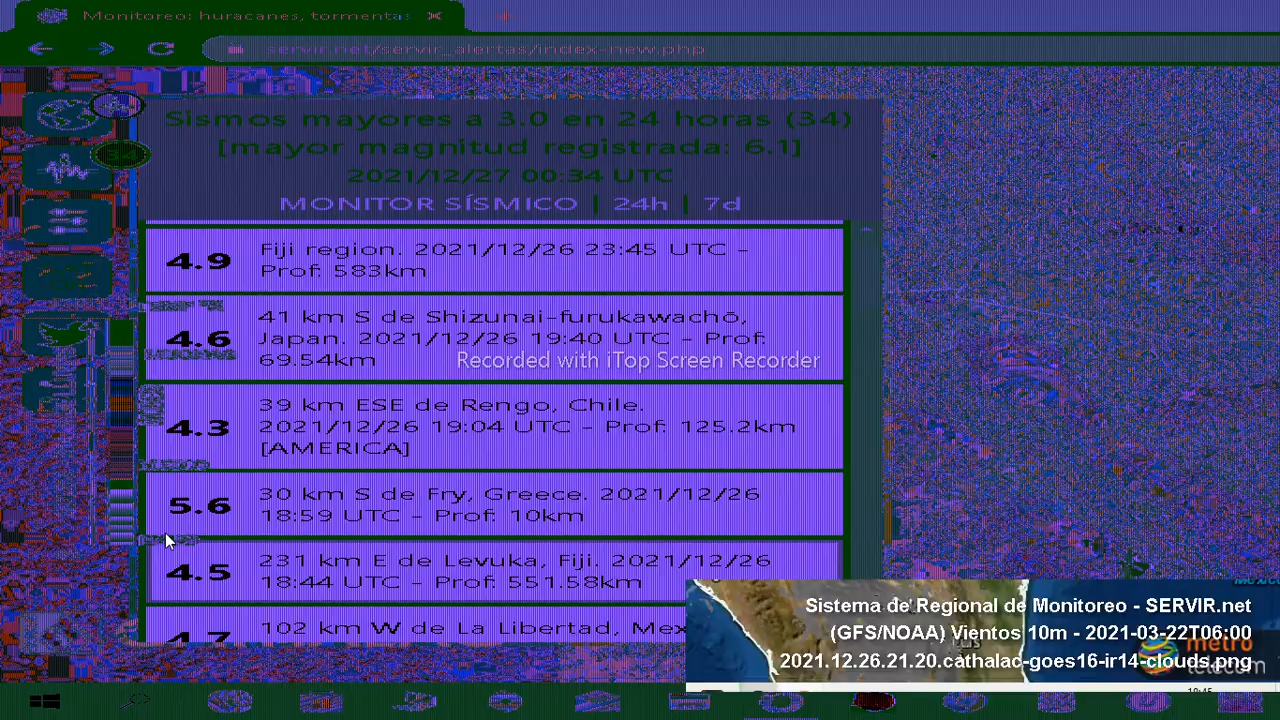 Monitoreo: huracanes, tormentas
servir.net/servir_alertas/index-new.php
Sismos mayores a 3.0 en 24 horas (34)
[mayor magnitud registrada: 6.1]
2021/12/27 00:34 UTC
MONITOR SÍSMICO | 24h | 7d
34
4.9
Fiji region. 2021/12/26 23:45 UTC -
Prof: 583km
4.6
41 km S de Shizunai-furukawachō,
Japan. 2021/12/26 19:40 UTC - Prof:
69.54km
Recorded with iTop Screen Recorder
4.3
39 km ESE de Rengo, Chile.
2021/12/26 19:04 UTC - Prof: 125.2km
[AMERICA]
5.6
30 km S de Fry, Greece. 2021/12/26
18:59 UTC - Prof: 10km
4.5
231 km E de Levuka, Fiji. 2021/12/26
18:44 UTC - Prof: 551.58km
4.7
102 km W de La Libertad, Mex
Sistema de Regional de Monitoreo - SERVIR.net
(GFS/NOAA) Vientos 10m - 2021-03-22T06:00
2021.12.26.21.20.cathalac-goes16-ir14-clouds.png
metro
telecom